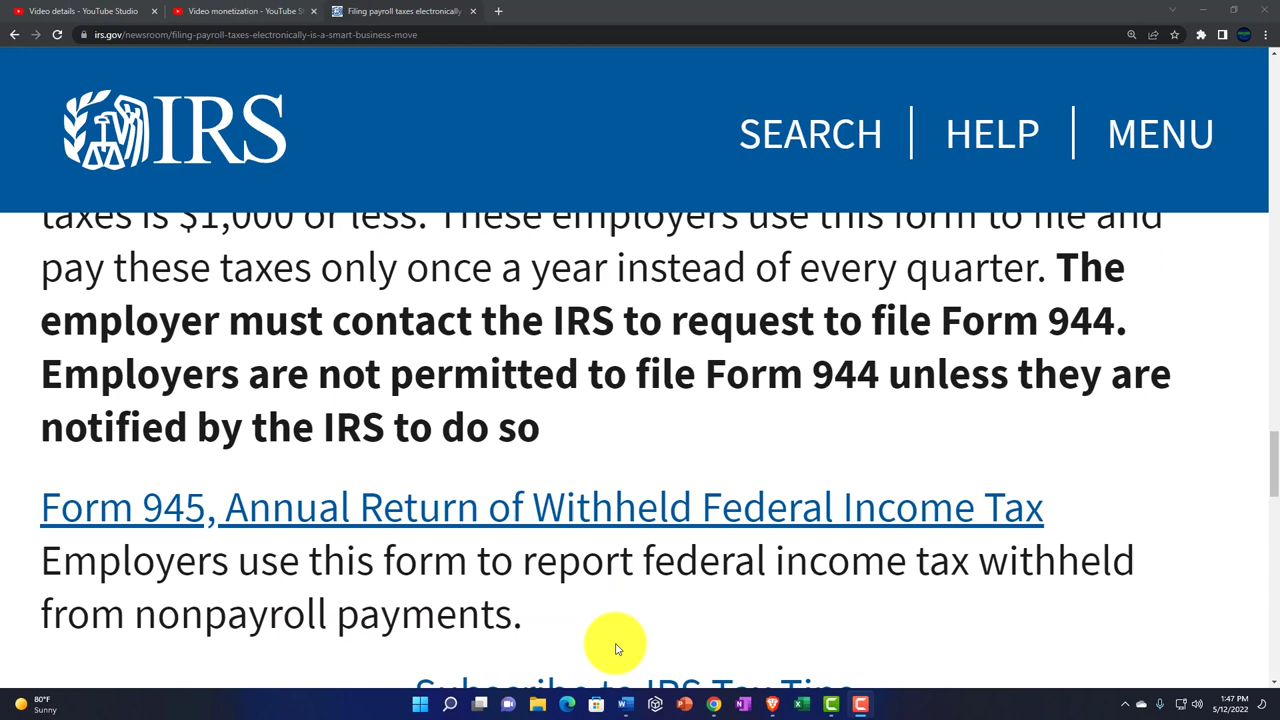 Video details - YouTube Studio
Video monetization - YouTube St
Filing payroll taxes electronically
irs.gov/newsroom/filing-payroll-taxes-electronically-is-a-smart-business-move
IRS
SEARCH
HELP
MENU
taxes is $1,000 or less. These employers use this form to file and
pay these taxes only once a year instead of every quarter. The
employer must contact the IRS to request to file Form 944.
Employers are not permitted to file Form 944 unless they are
notified by the IRS to do so
Form 945, Annual Return of Withheld Federal Income Tax
Employers use this form to report federal income tax withheld
from nonpayroll payments.
Subscribe to IRS Tax Tips
80°F
Sunny
1:47 PM
5/12/2022